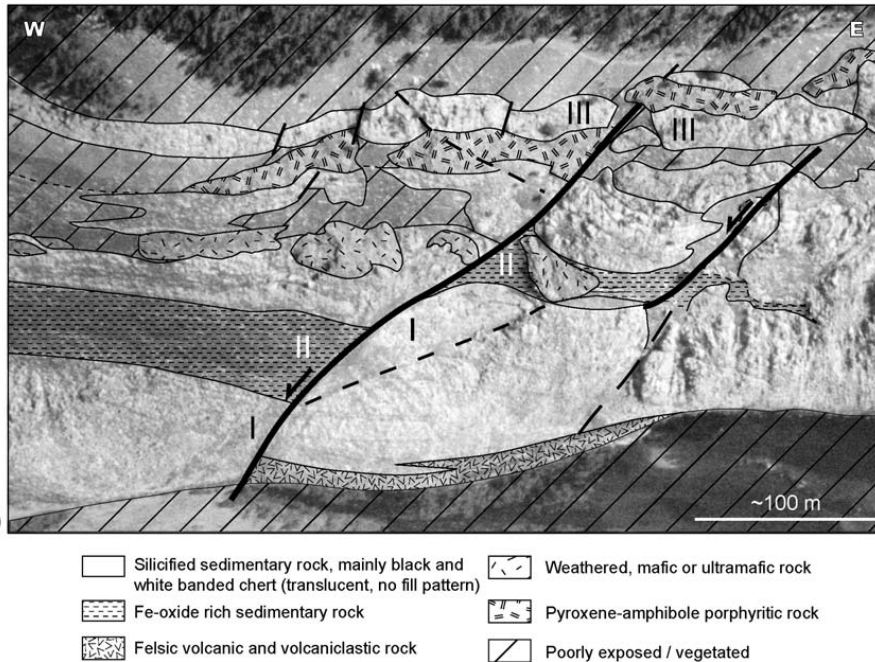 W E
III
III
II
I
II
I
~100 m
Silicified sedimentary rock, mainly black and
white banded chert (translucent, no fill pattern)
Fe-oxide rich sedimentary rock
Felsic volcanic and volcaniclastic rock
Weathered, mafic or ultramafic rock
Pyroxene-amphibole porphyritic rock
Poorly exposed / vegetated